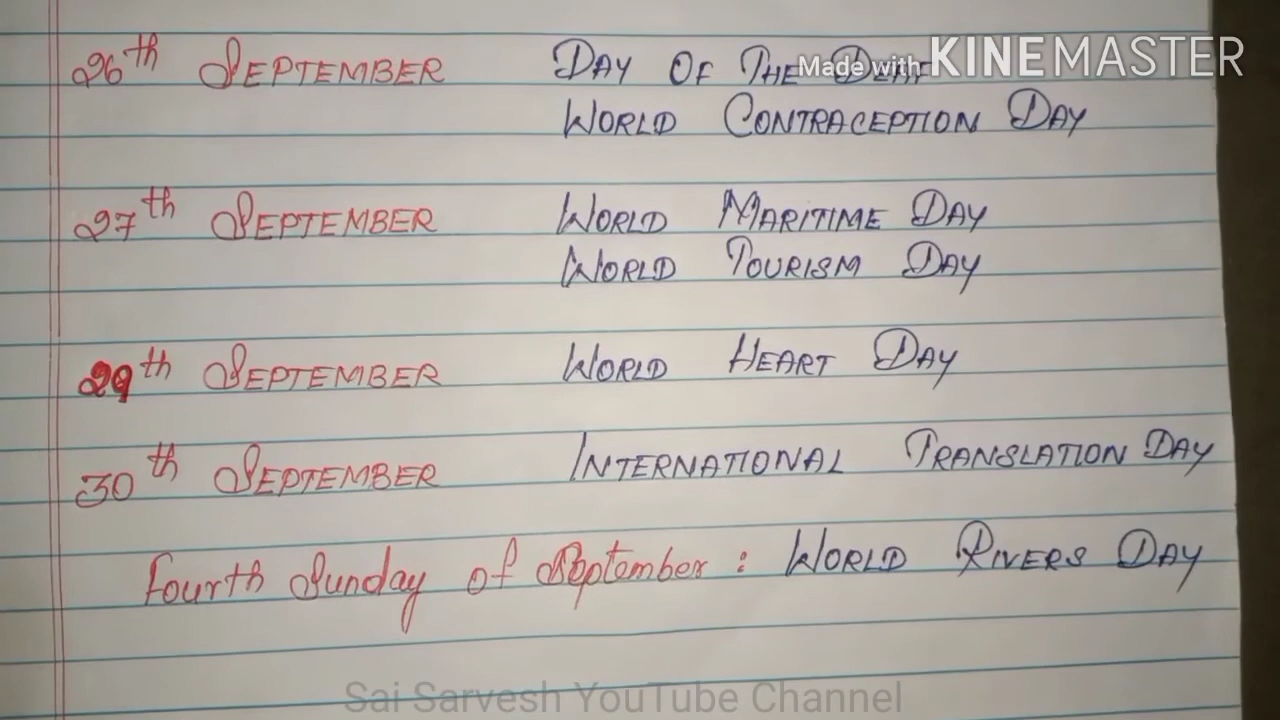 26th SEPTEMBER DAY OF THE DEAF
Made with KINEMASTER
WORLD CONTRACEPTION DAY
27th SEPTEMBER WORLD MARITIME DAY
WORLD TOURISM DAY
29th SEPTEMBER WORLD HEART DAY
30th SEPTEMBER INTERNATIONAL TRANSLATION DAY
Fourth Sunday of September : WORLD RIVERS DAY
Sai Sarvesh YouTube Channel